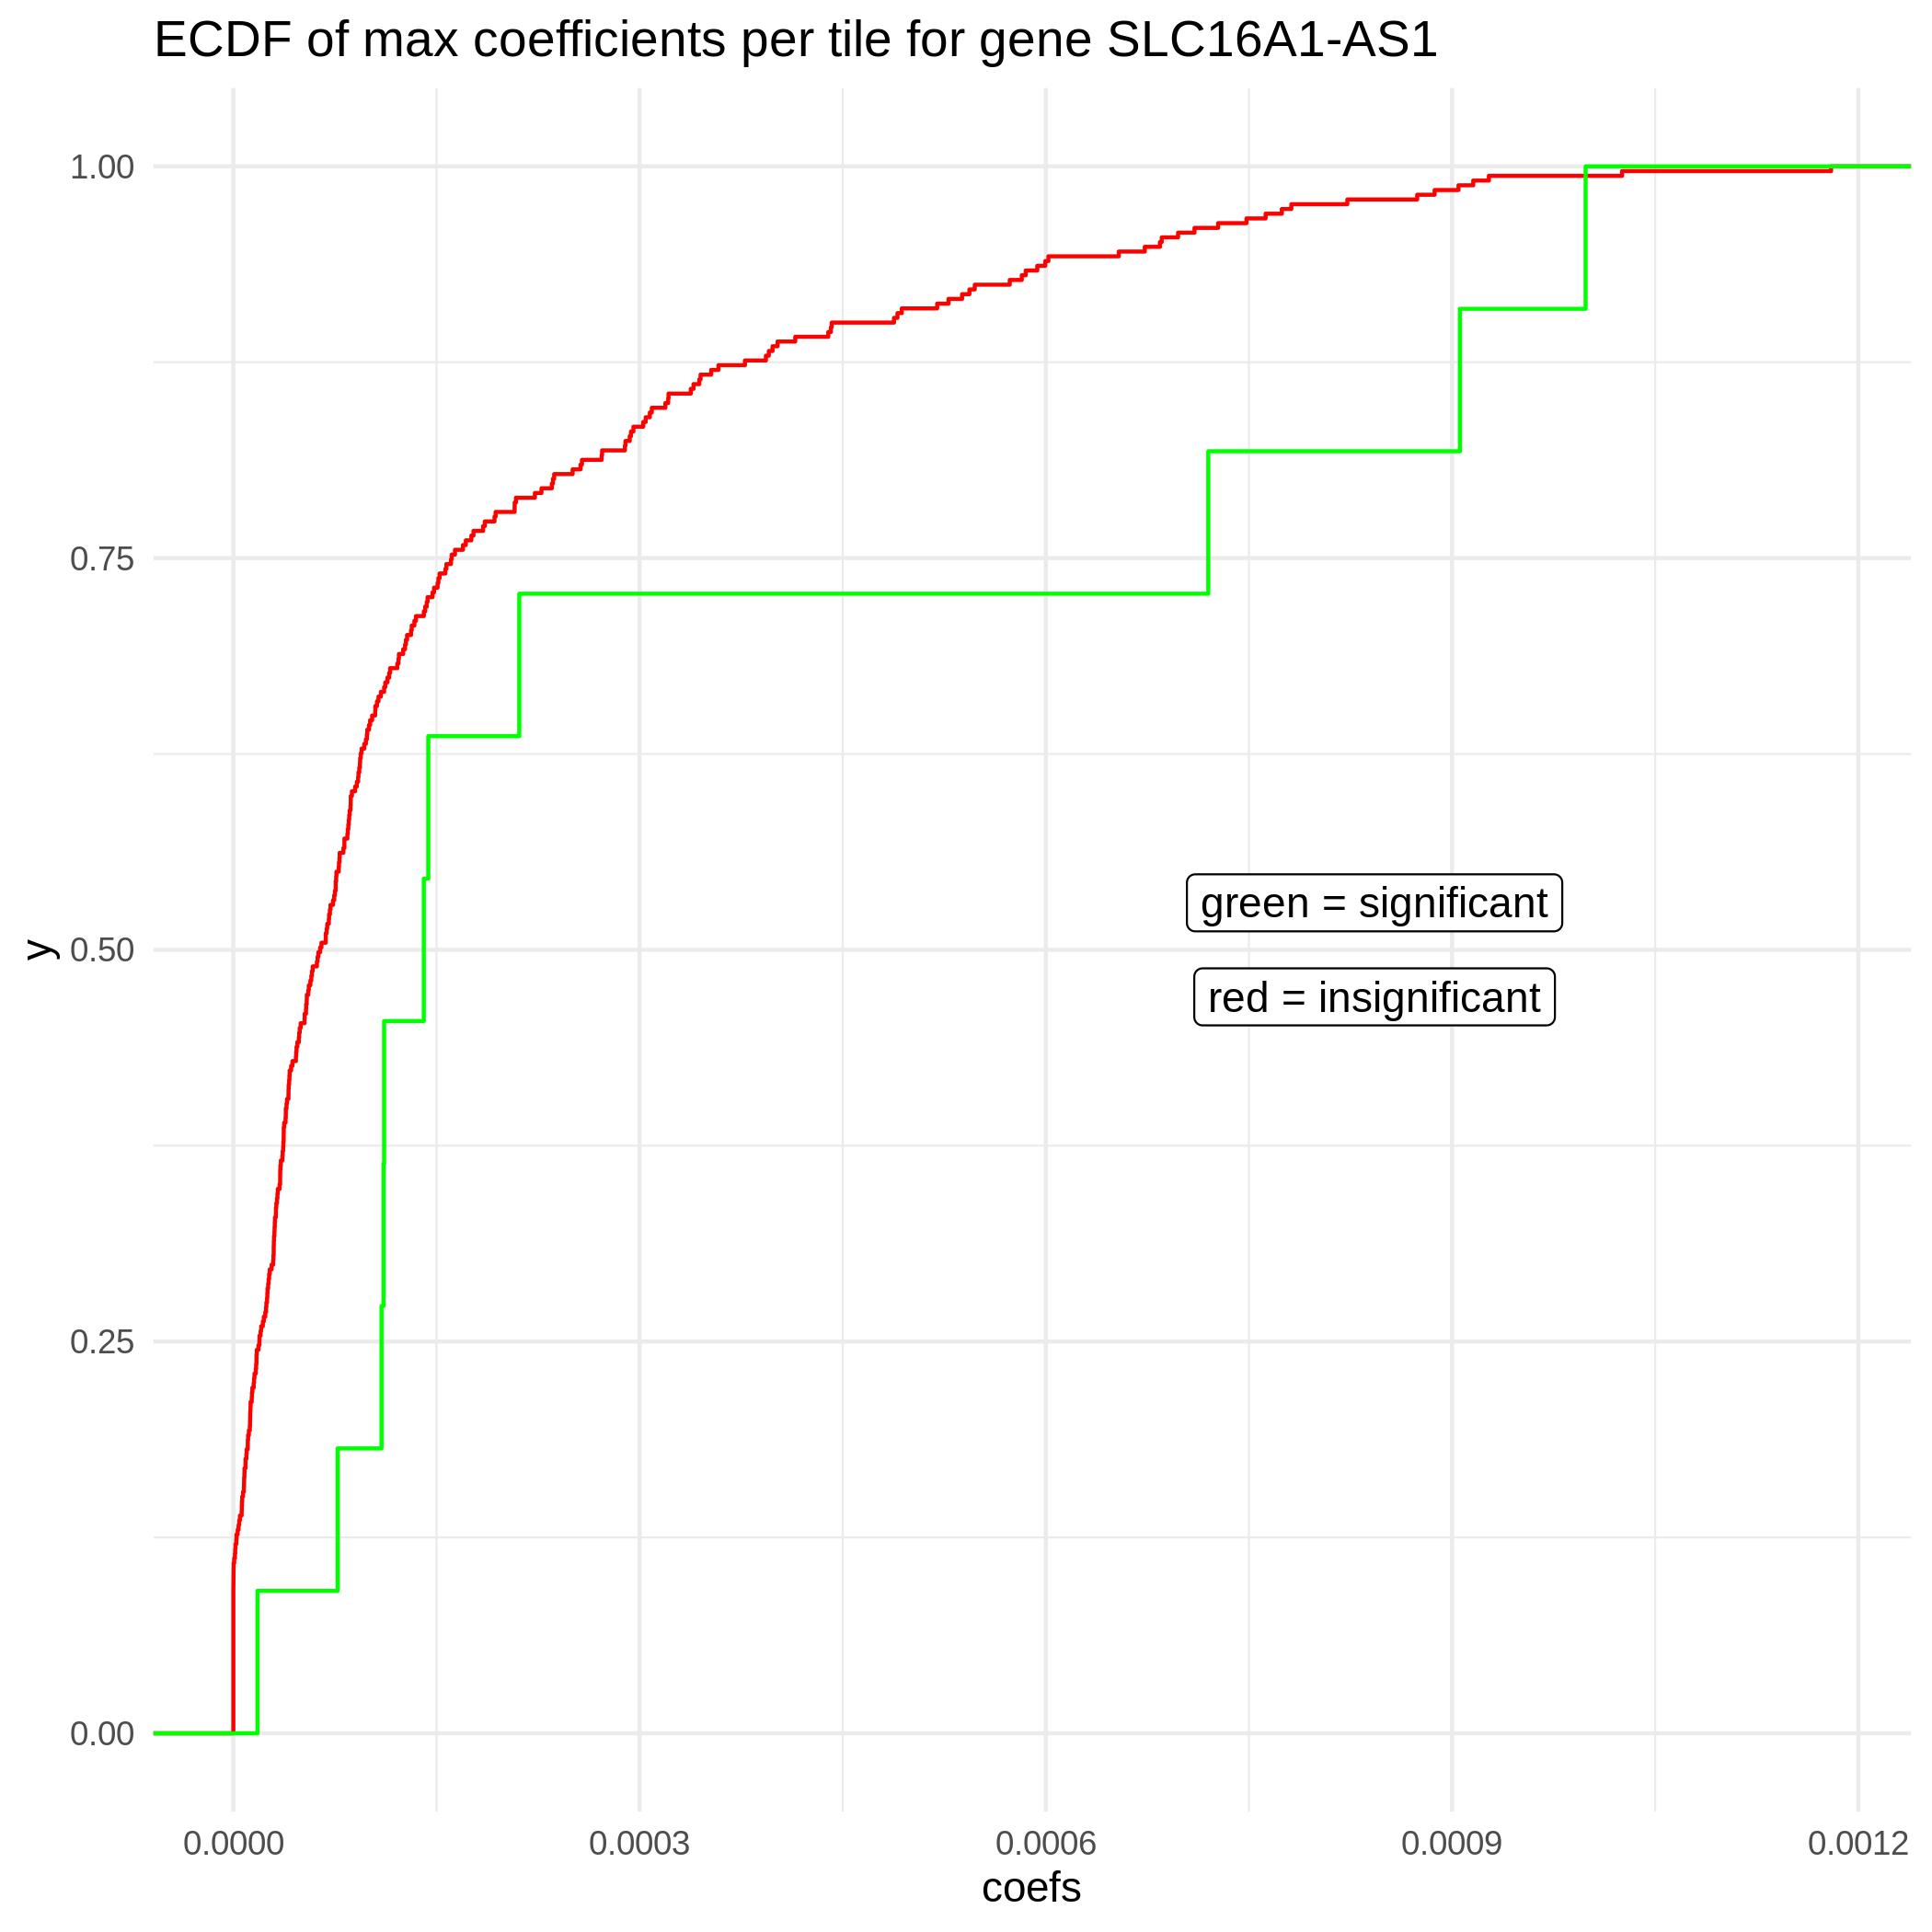 ECDF of max coefficients per tile for gene SLC16A1-AS1
1.00
0.75
0.50
0.25
0.00
y
green = significant
red = insignificant
0.0000
0.0003
0.0006
0.0009
0.0012
coefs